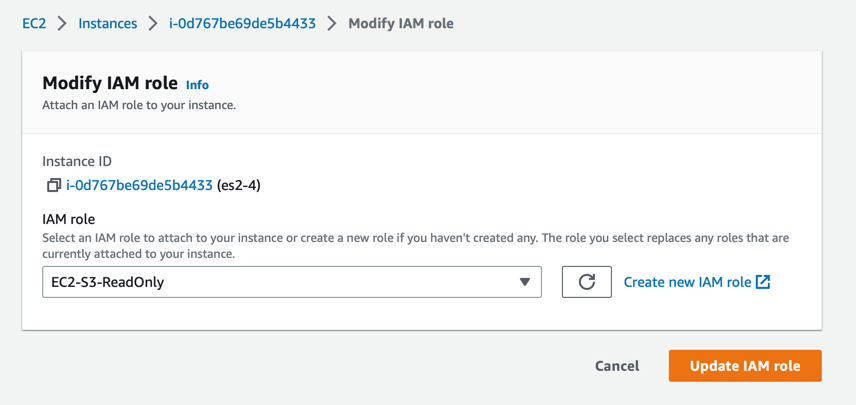 EC2 > Instances > i-0d767be69de5b4433 > Modify IAM role
Modify IAM role Info
Attach an IAM role to your instance.
Instance ID
i-0d767be69de5b4433 (es2-4)
IAM role
Select an IAM role to attach to your instance or create a new role if you haven't created any. The role you select replaces any roles that are
currently attached to your instance.
EC2-S3-ReadOnly
Create new IAM role
Cancel
Update IAM role